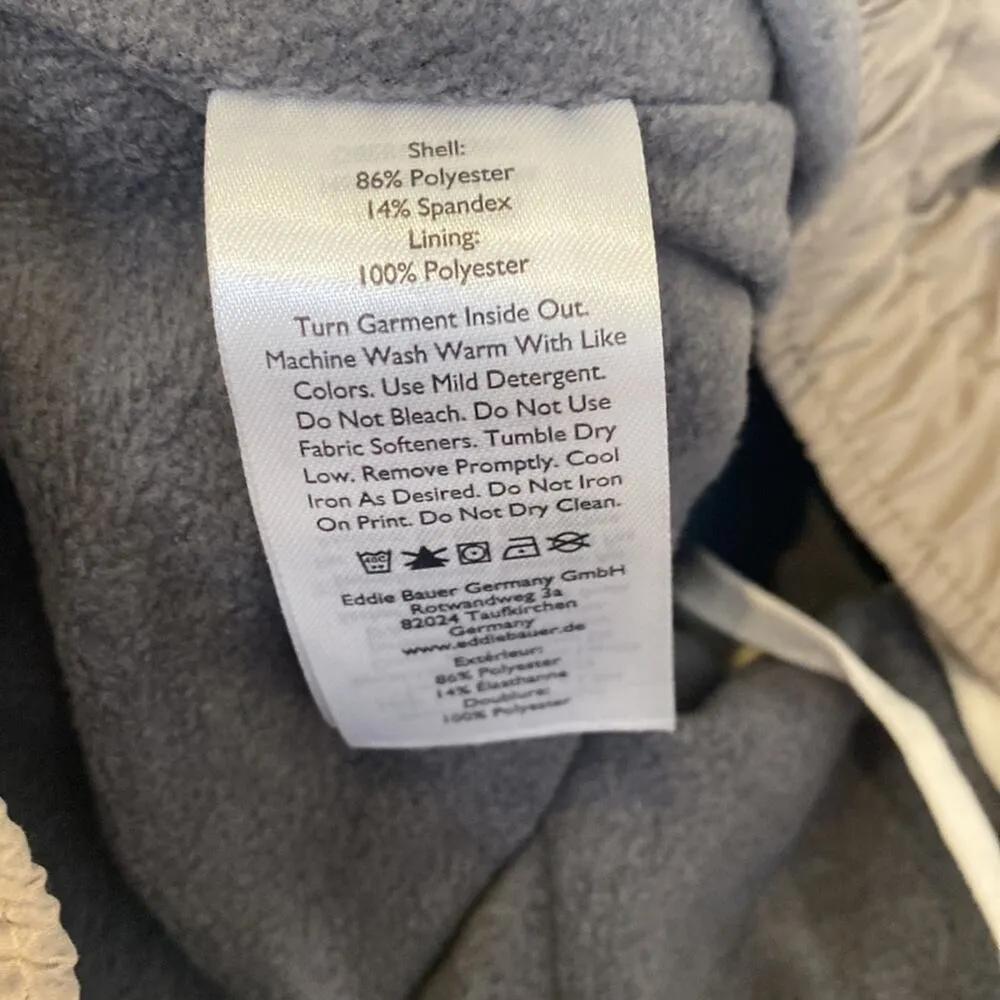 Shell:
86% Polyester
14% Spandex
Lining:
100% Polyester
Turn Garment Inside Out.
Machine Wash Warm With Like
Colors. Use Mild Detergent.
Do Not Bleach. Do Not Use
Fabric Softeners. Tumble Dry
Low. Remove Promptly. Cool
Iron As Desired. Do Not Iron
On Print. Do Not Dry Clean.
40C
Eddie Bauer Germany GmbH
Rotwandweg 3a
82024 Taufkirchen
Germany
www.eddiebauer.de
Extérieur:
86% Polyester
14% Élasthanne
Doublure:
100% Polyester